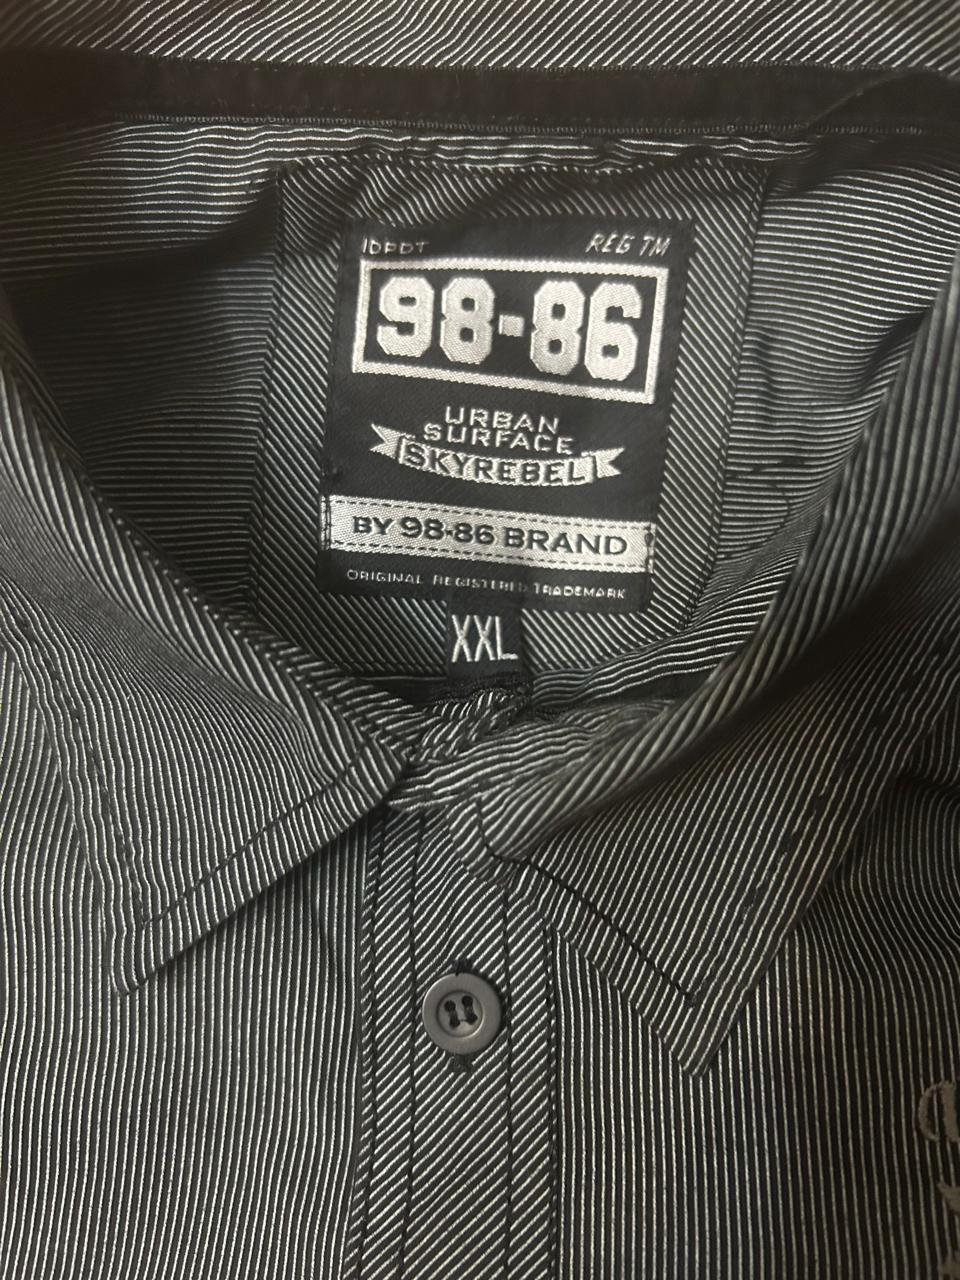 IDPDT REG TM
98-86
URBAN
SURFACE
SKYREBEL
BY 98-86 BRAND
ORIGINAL REGISTERED TRADEMARK
XXL